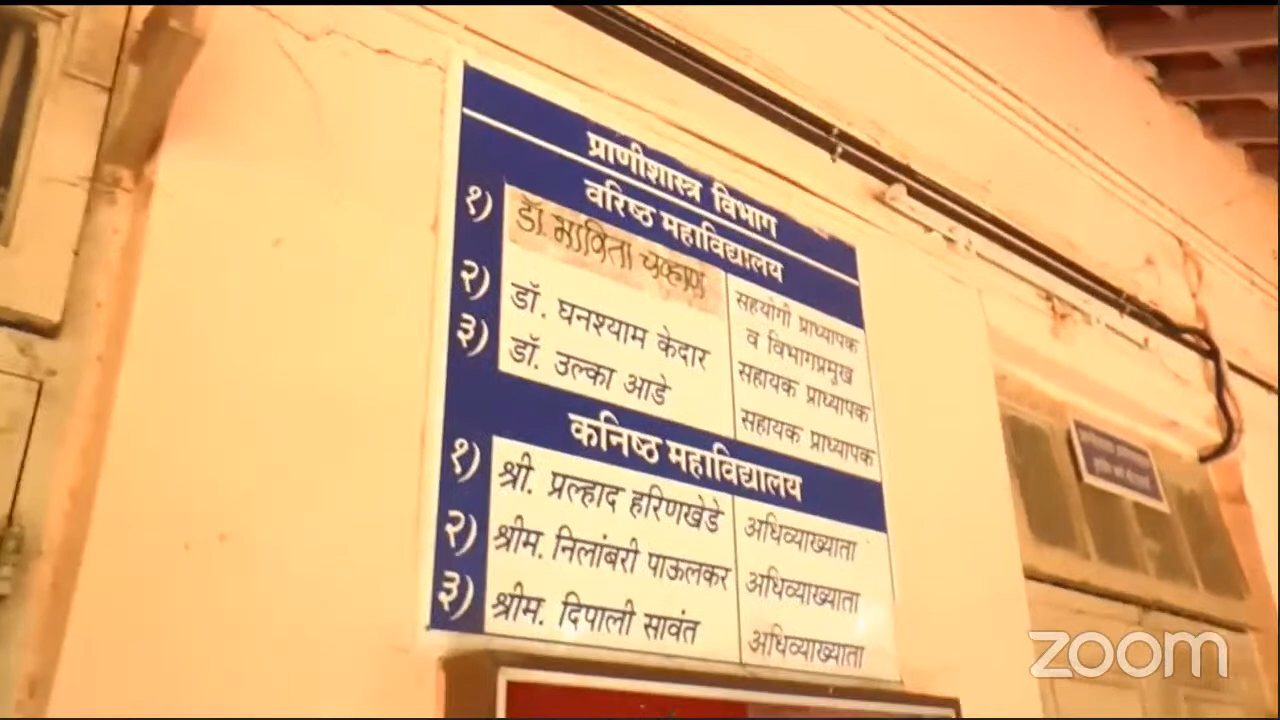 प्राणीशास्त्र विभाग
वरिष्ठ महाविद्यालय
१) डॉ. चव्हाण सहयोगी प्राध्यापक
व विभागप्रमुख
२) डॉ. घनश्याम केदार सहायक प्राध्यापक
३) डॉ. उल्का आडे सहायक प्राध्यापक
कनिष्ठ महाविद्यालय
१) श्री. प्रल्हाद हरिणखेडे अधिव्याख्याता
२) श्रीम. निलांबरी पाऊलकर अधिव्याख्याता
३) श्रीम. दिपाली सावंत अधिव्याख्याता
zoom